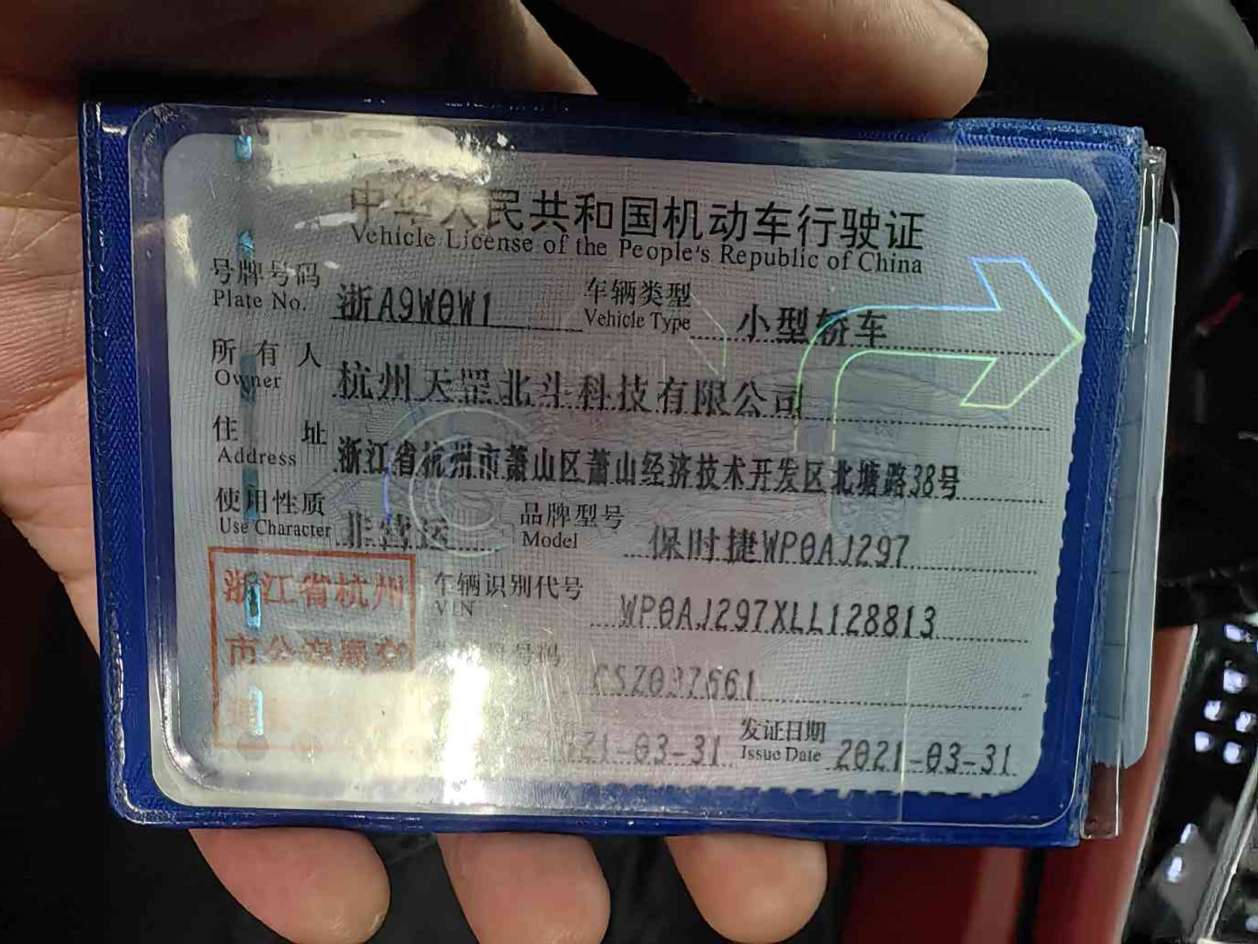 中华人民共和国机动车行驶证
Vehicle License of the People's Republic of China
号牌号码 浙A9W0W1 车辆类型 小型轿车
Plate No. Vehicle Type
所有人 杭州天罡北斗科技有限公司
Owner
住址 浙江省杭州市萧山区萧山经济技术开发区北塘路38号
Address
使用性质 非营运 品牌型号 保时捷WP0AJ297
Use Character Model
浙江省杭州 车辆识别代号 WP0AJ297XLL128813
VIN
市公安局交 号码
021-03-31 发证日期 2021-03-31
Issue Date